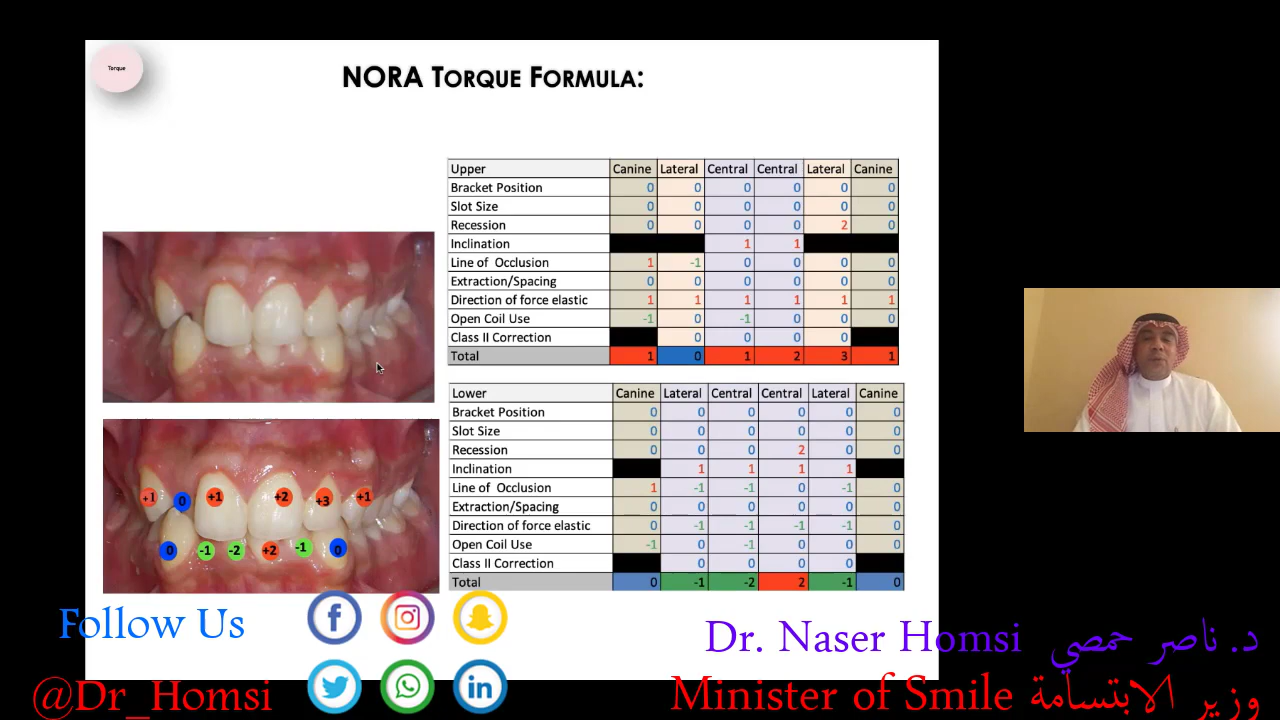 Torque
NORA TORQUE FORMULA:
Upper Canine Lateral Central Central Lateral Canine
Bracket Position 0 0 0 0 0 0
Slot Size 0 0 0 0 0 0
Recession 0 0 0 0 2 0
Inclination 1 1
Line of Occlusion 1 -1 0 0 0 0
Extraction/Spacing 0 0 0 0 0 0
Direction of force elastic 1 1 1 1 1 1
Open Coil Use -1 0 -1 0 0 0
Class II Correction 0 0 0 0
Total 1 0 1 2 3 1
Lower Canine Lateral Central Central Lateral Canine
Bracket Position 0 0 0 0 0 0
Slot Size 0 0 0 0 0 0
Recession 0 0 0 2 0 0
Inclination 1 1 1 1
Line of Occlusion 1 -1 -1 0 -1 0
Extraction/Spacing 0 0 0 0 0 0
Direction of force elastic 0 -1 -1 -1 -1 0
Open Coil Use -1 0 -1 0 0 0
Class II Correction 0 0 0 0
Total 0 -1 -2 2 -1 0
+1 0 +1 +2 +3 +1
0 -1 -2 +2 -1 0
Follow Us
@Dr_Homsi
Dr. Naser Homsi د. ناصر حمصي
Minister of Smile وزير الابتسامة